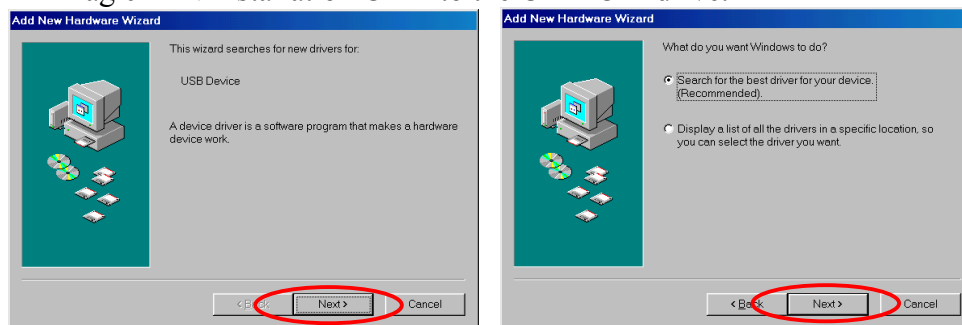 Add New Hardware Wizard
This wizard searches for new drivers for:
USB Device
A device driver is a software program that makes a hardware
device work.
< Back
Next >
Cancel
Add New Hardware Wizard
What do you want Windows to do?
Search for the best driver for your device.
(Recommended).
Display a list of all the drivers in a specific location, so
you can select the driver you want.
< Back
Next >
Cancel